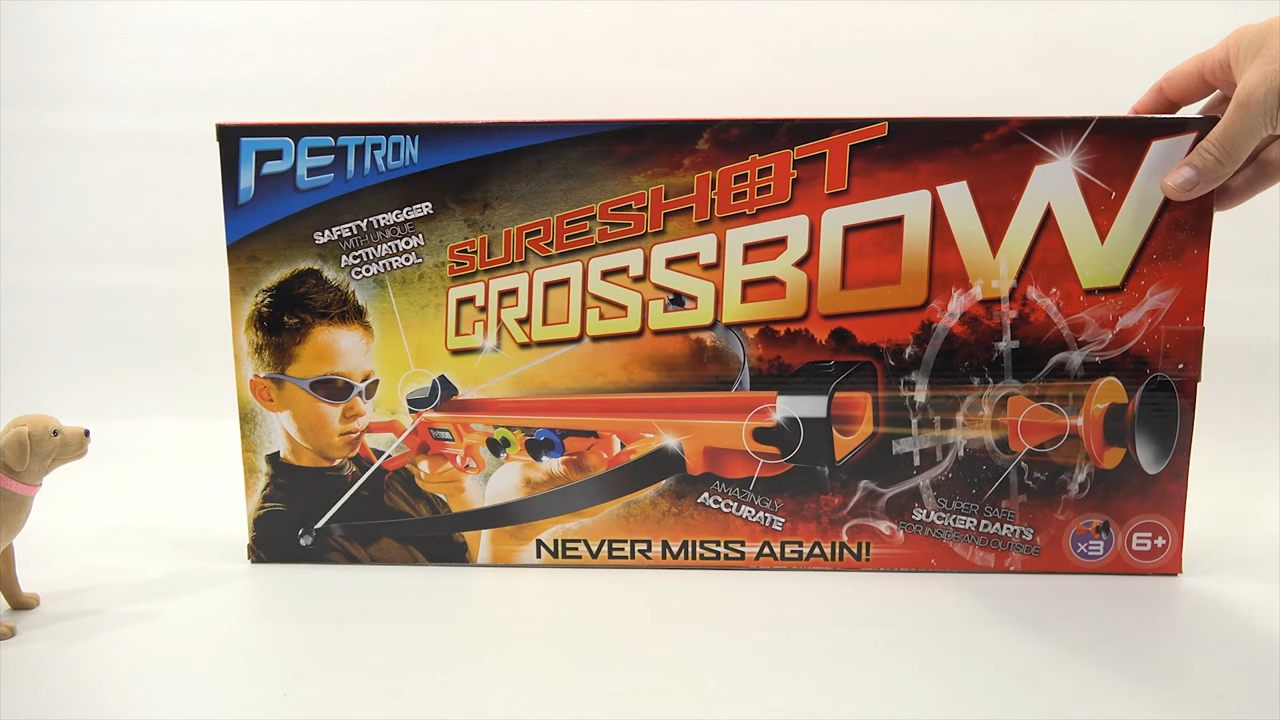 PETRON
SURESHOT
CROSSBOW
SAFETY TRIGGER
WITH UNIQUE
ACTIVATION
CONTROL
PETRON
AMAZINGLY
ACCURATE
SUPER SAFE
SUCKER DARTS
FOR INSIDE AND OUTSIDE
NEVER MISS AGAIN!
x3
6+